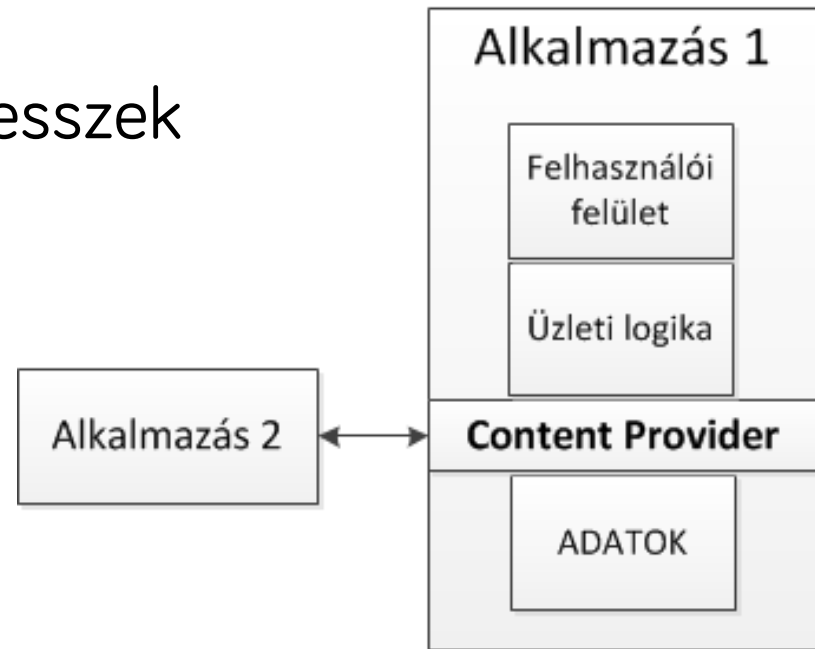 esszek
Alkalmazás 1
Felhasználói
felület
Üzleti logika
Alkalmazás 2
Content Provider
ADATOK